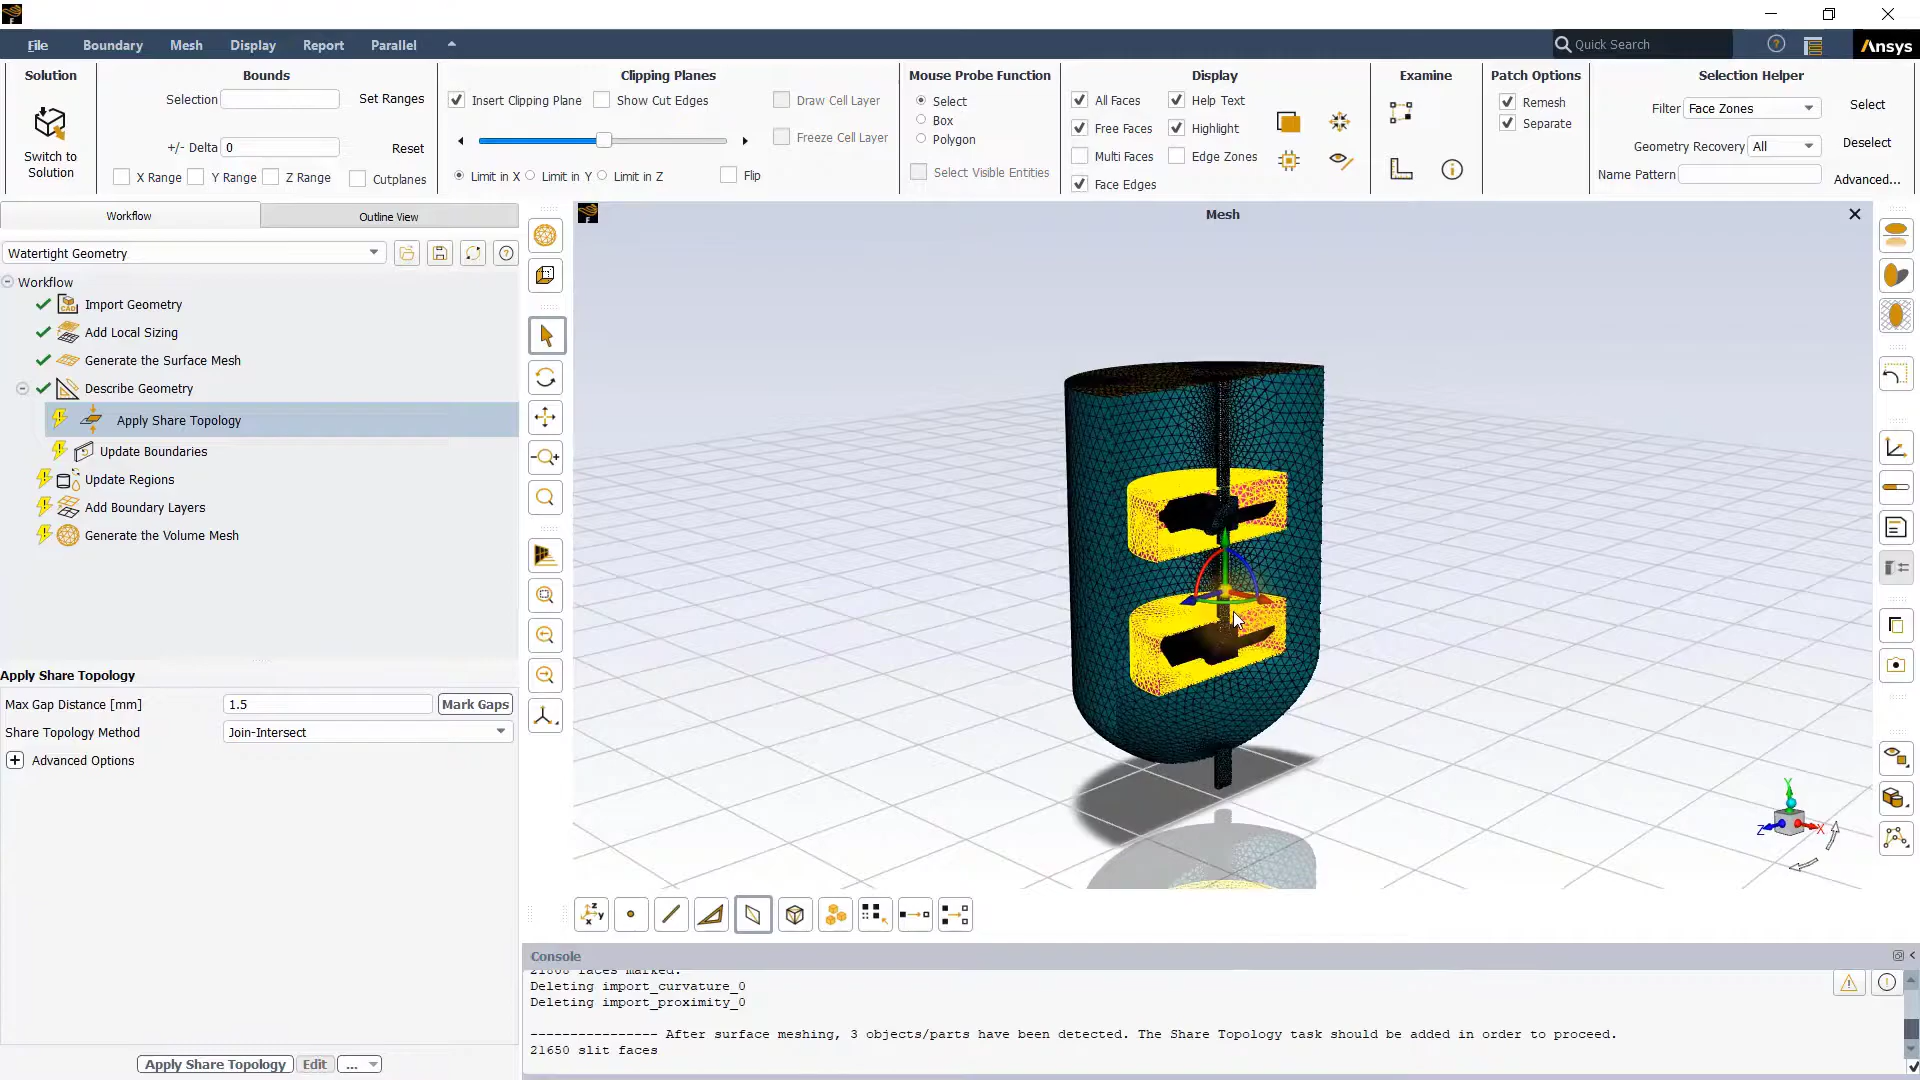 File
Boundary
Mesh
Display
Report
Parallel
Quick Search
Ansys
Solution
Switch to
Solution
Bounds
Selection
Set Ranges
+/- Delta 0
Reset
X Range
Y Range
Z Range
Cutplanes
Clipping Planes
Insert Clipping Plane
Show Cut Edges
Draw Cell Layer
Freeze Cell Layer
Limit in X
Limit in Y
Limit in Z
Flip
Mouse Probe Function
Select
Box
Polygon
Select Visible Entities
Display
All Faces
Help Text
Free Faces
Highlight
Multi Faces
Edge Zones
Face Edges
Examine
Patch Options
Remesh
Separate
Selection Helper
Filter Face Zones
Select
Geometry Recovery All
Deselect
Name Pattern
Advanced...
Workflow
Outline View
Watertight Geometry
Workflow
Import Geometry
Add Local Sizing
Generate the Surface Mesh
Describe Geometry
Apply Share Topology
Update Boundaries
Update Regions
Add Boundary Layers
Generate the Volume Mesh
Apply Share Topology
Max Gap Distance [mm] 1.5 Mark Gaps
Share Topology Method Join-Intersect
Advanced Options
Apply Share Topology Edit ...
Mesh
Y
Z
X
Console
21808 faces marked.
Deleting import_curvature_0
Deleting import_proximity_0
---------------- After surface meshing, 3 objects/parts have been detected. The Share Topology task should be added in order to proceed.
21650 slit faces